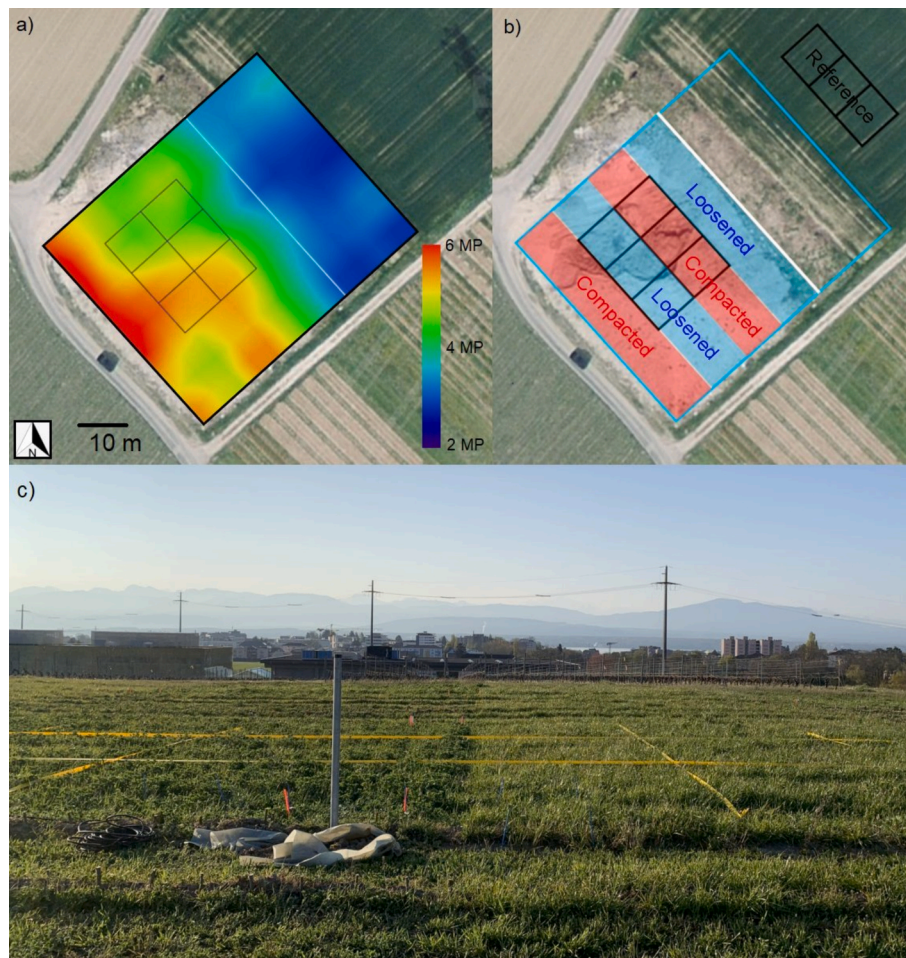 a)
6 MP
4 MP
2 MP
N
10 m
b)
Reference
Loosened
Compacted
Loosened
Compacted
c)